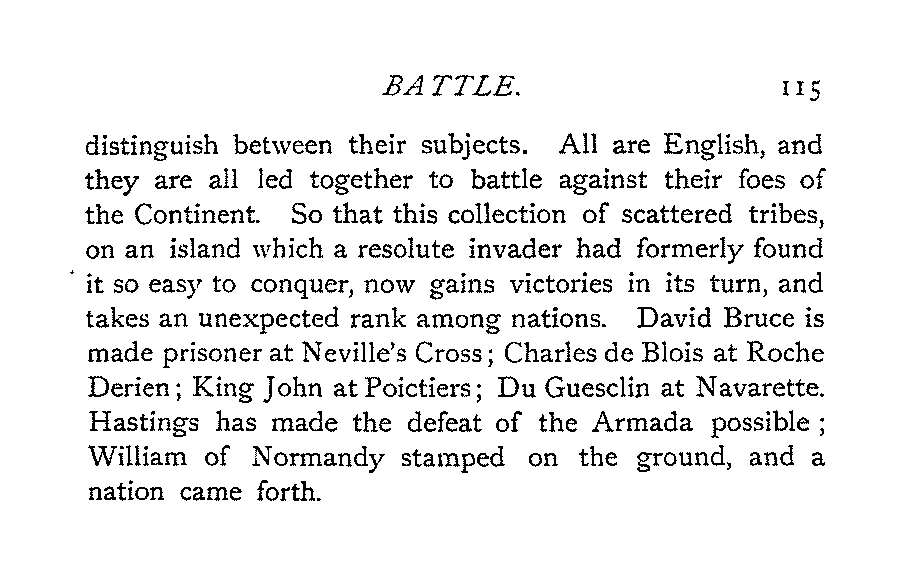 BATTLE. 115
distinguish between their subjects. All are English, and
they are all led together to battle against their foes of
the Continent. So that this collection of scattered tribes,
on an island which a resolute invader had formerly found
it so easy to conquer, now gains victories in its turn, and
takes an unexpected rank among nations. David Bruce is
made prisoner at Neville's Cross; Charles de Blois at Roche
Derien; King John at Poictiers; Du Guesclin at Navarette.
Hastings has made the defeat of the Armada possible;
William of Normandy stamped on the ground, and a
nation came forth.